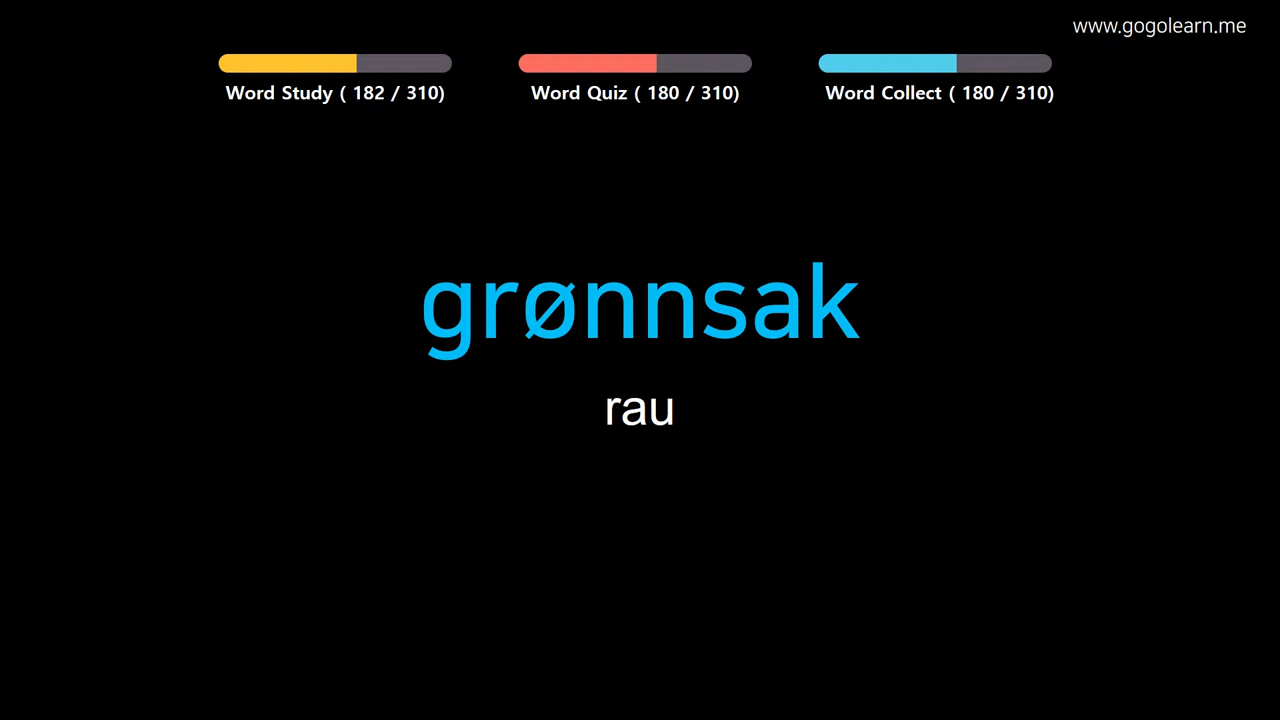 www.gogolearn.me
Word Study ( 182 / 310)
Word Quiz ( 180 / 310)
Word Collect ( 180 / 310)
grønnsak
rau